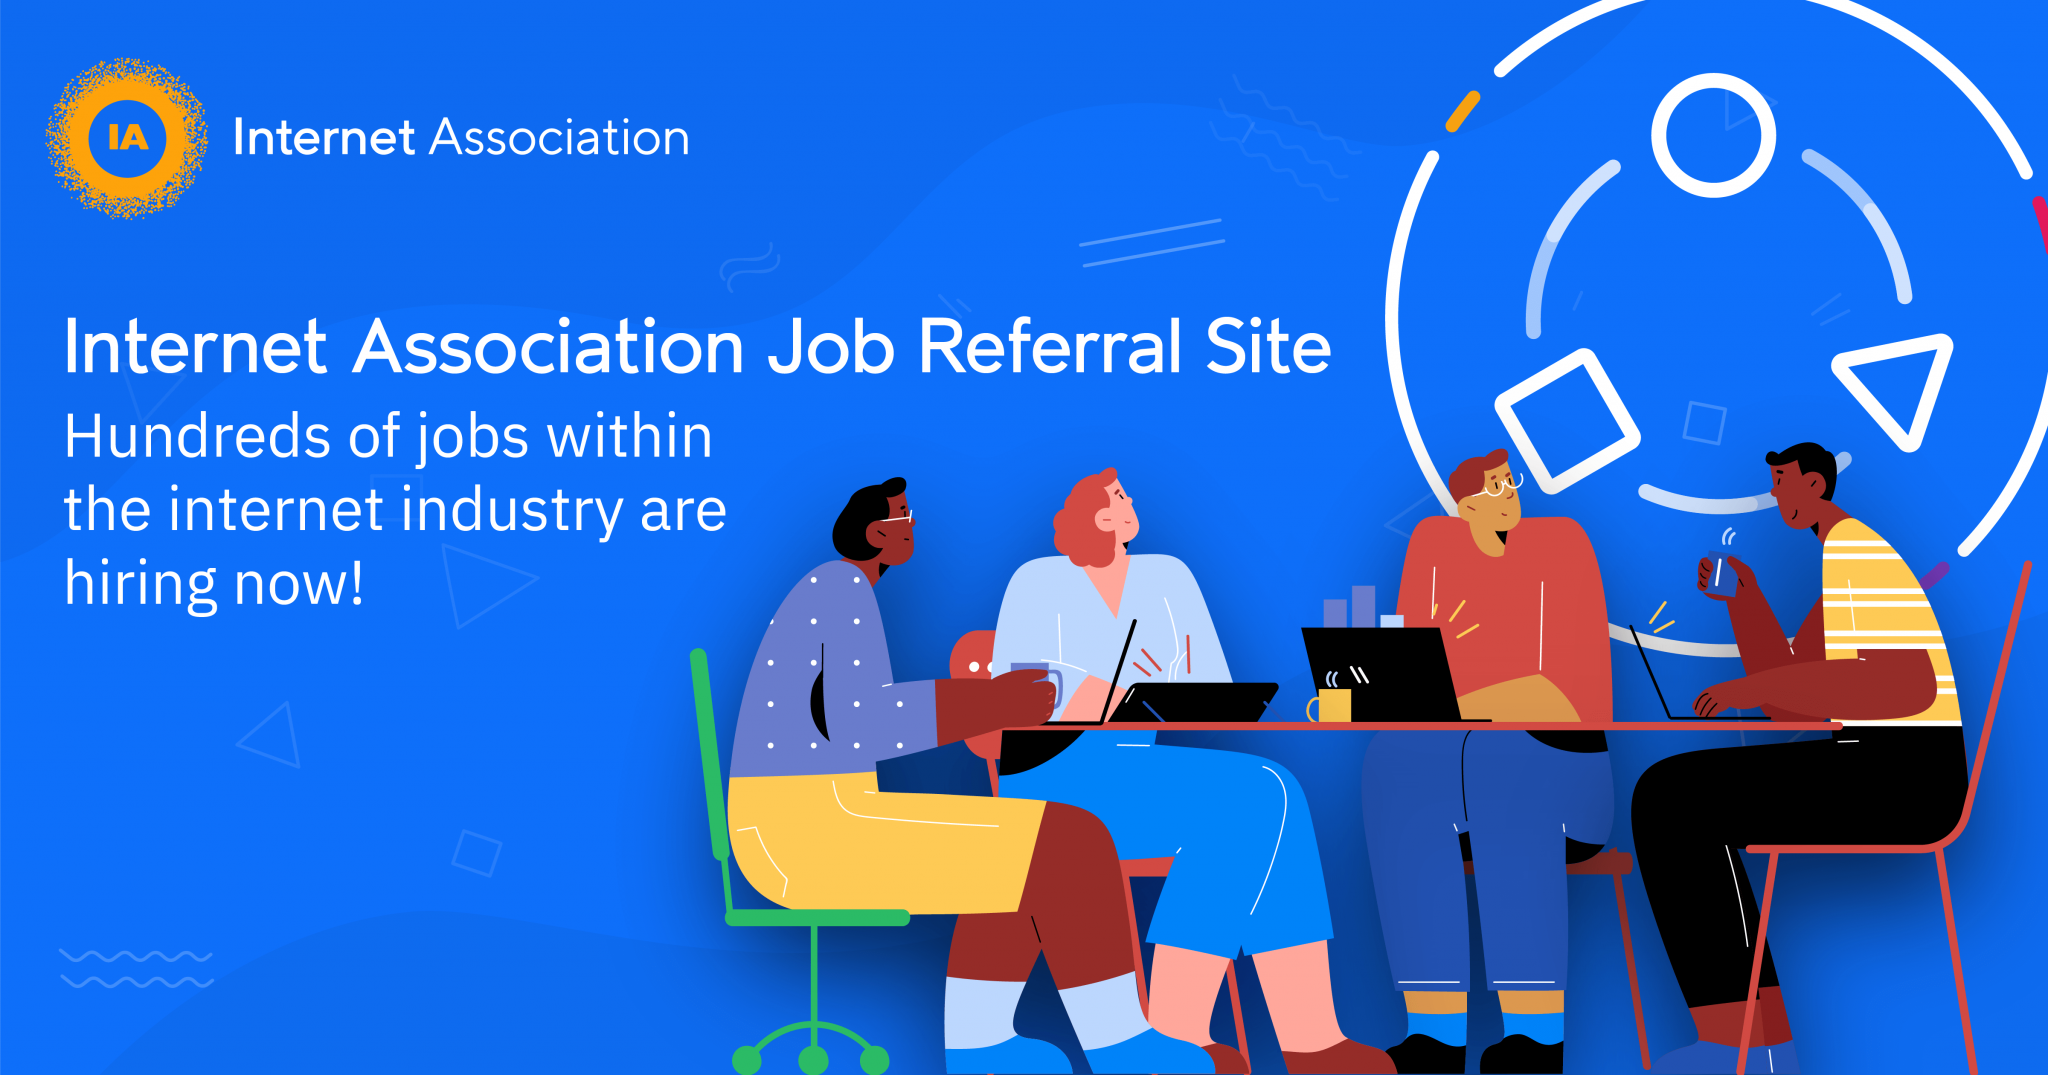 IA
Internet Association
Internet Association Job Referral Site
Hundreds of jobs within
the internet industry are
hiring now!